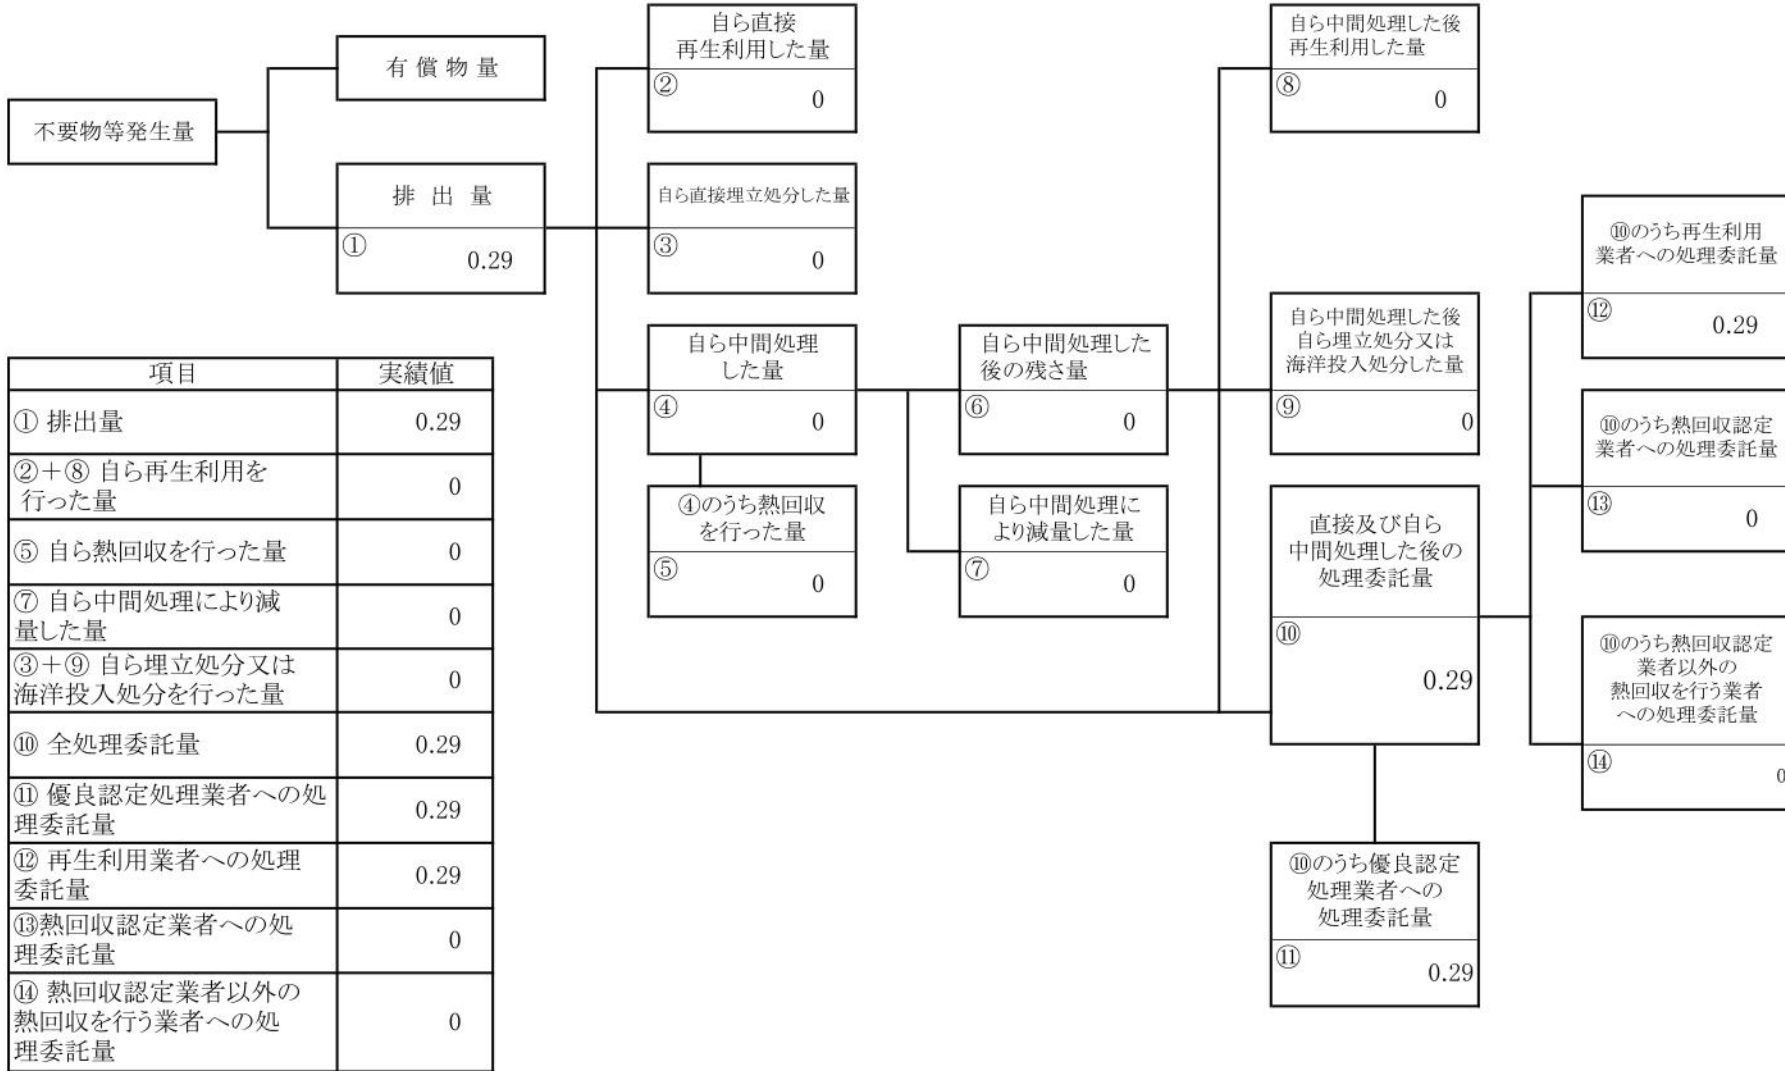 不要物等発生量
有償物量
排出量
①
0.29
自ら直接
再生利用した量
②
0
自ら直接埋立処分した量
③
0
自ら中間処理
した量
④
0
④のうち熱回収
を行った量
⑤
0
自ら中間処理した
後の残さ量
⑥
0
自ら中間処理に
より減量した量
⑦
0
自ら中間処理した後
再生利用した量
⑧
0
自ら中間処理した後
自ら埋立処分又は
海洋投入処分した量
⑨
0
直接及び自ら
中間処理した後の
処理委託量
⑩
0.29
⑩のうち優良認定
処理業者への
処理委託量
⑪
0.29
⑩のうち再生利用
業者への処理委託量
⑫
0.29
⑩のうち熱回収認定
業者への処理委託量
⑬
0
⑩のうち熱回収認定
業者以外の
熱回収を行う業者
への処理委託量
⑭
0
項目 実績値
① 排出量 0.29
②+⑧ 自ら再生利用を
行った量 0
⑤ 自ら熱回収を行った量 0
⑦ 自ら中間処理により減
量した量 0
③+⑨ 自ら埋立処分又は
海洋投入処分を行った量 0
⑩ 全処理委託量 0.29
⑪ 優良認定処理業者への処
理委託量 0.29
⑫ 再生利用業者への処理
委託量 0.29
⑬熱回収認定業者への処
理委託量 0
⑭ 熱回収認定業者以外の
熱回収を行う業者への処 0
理委託量